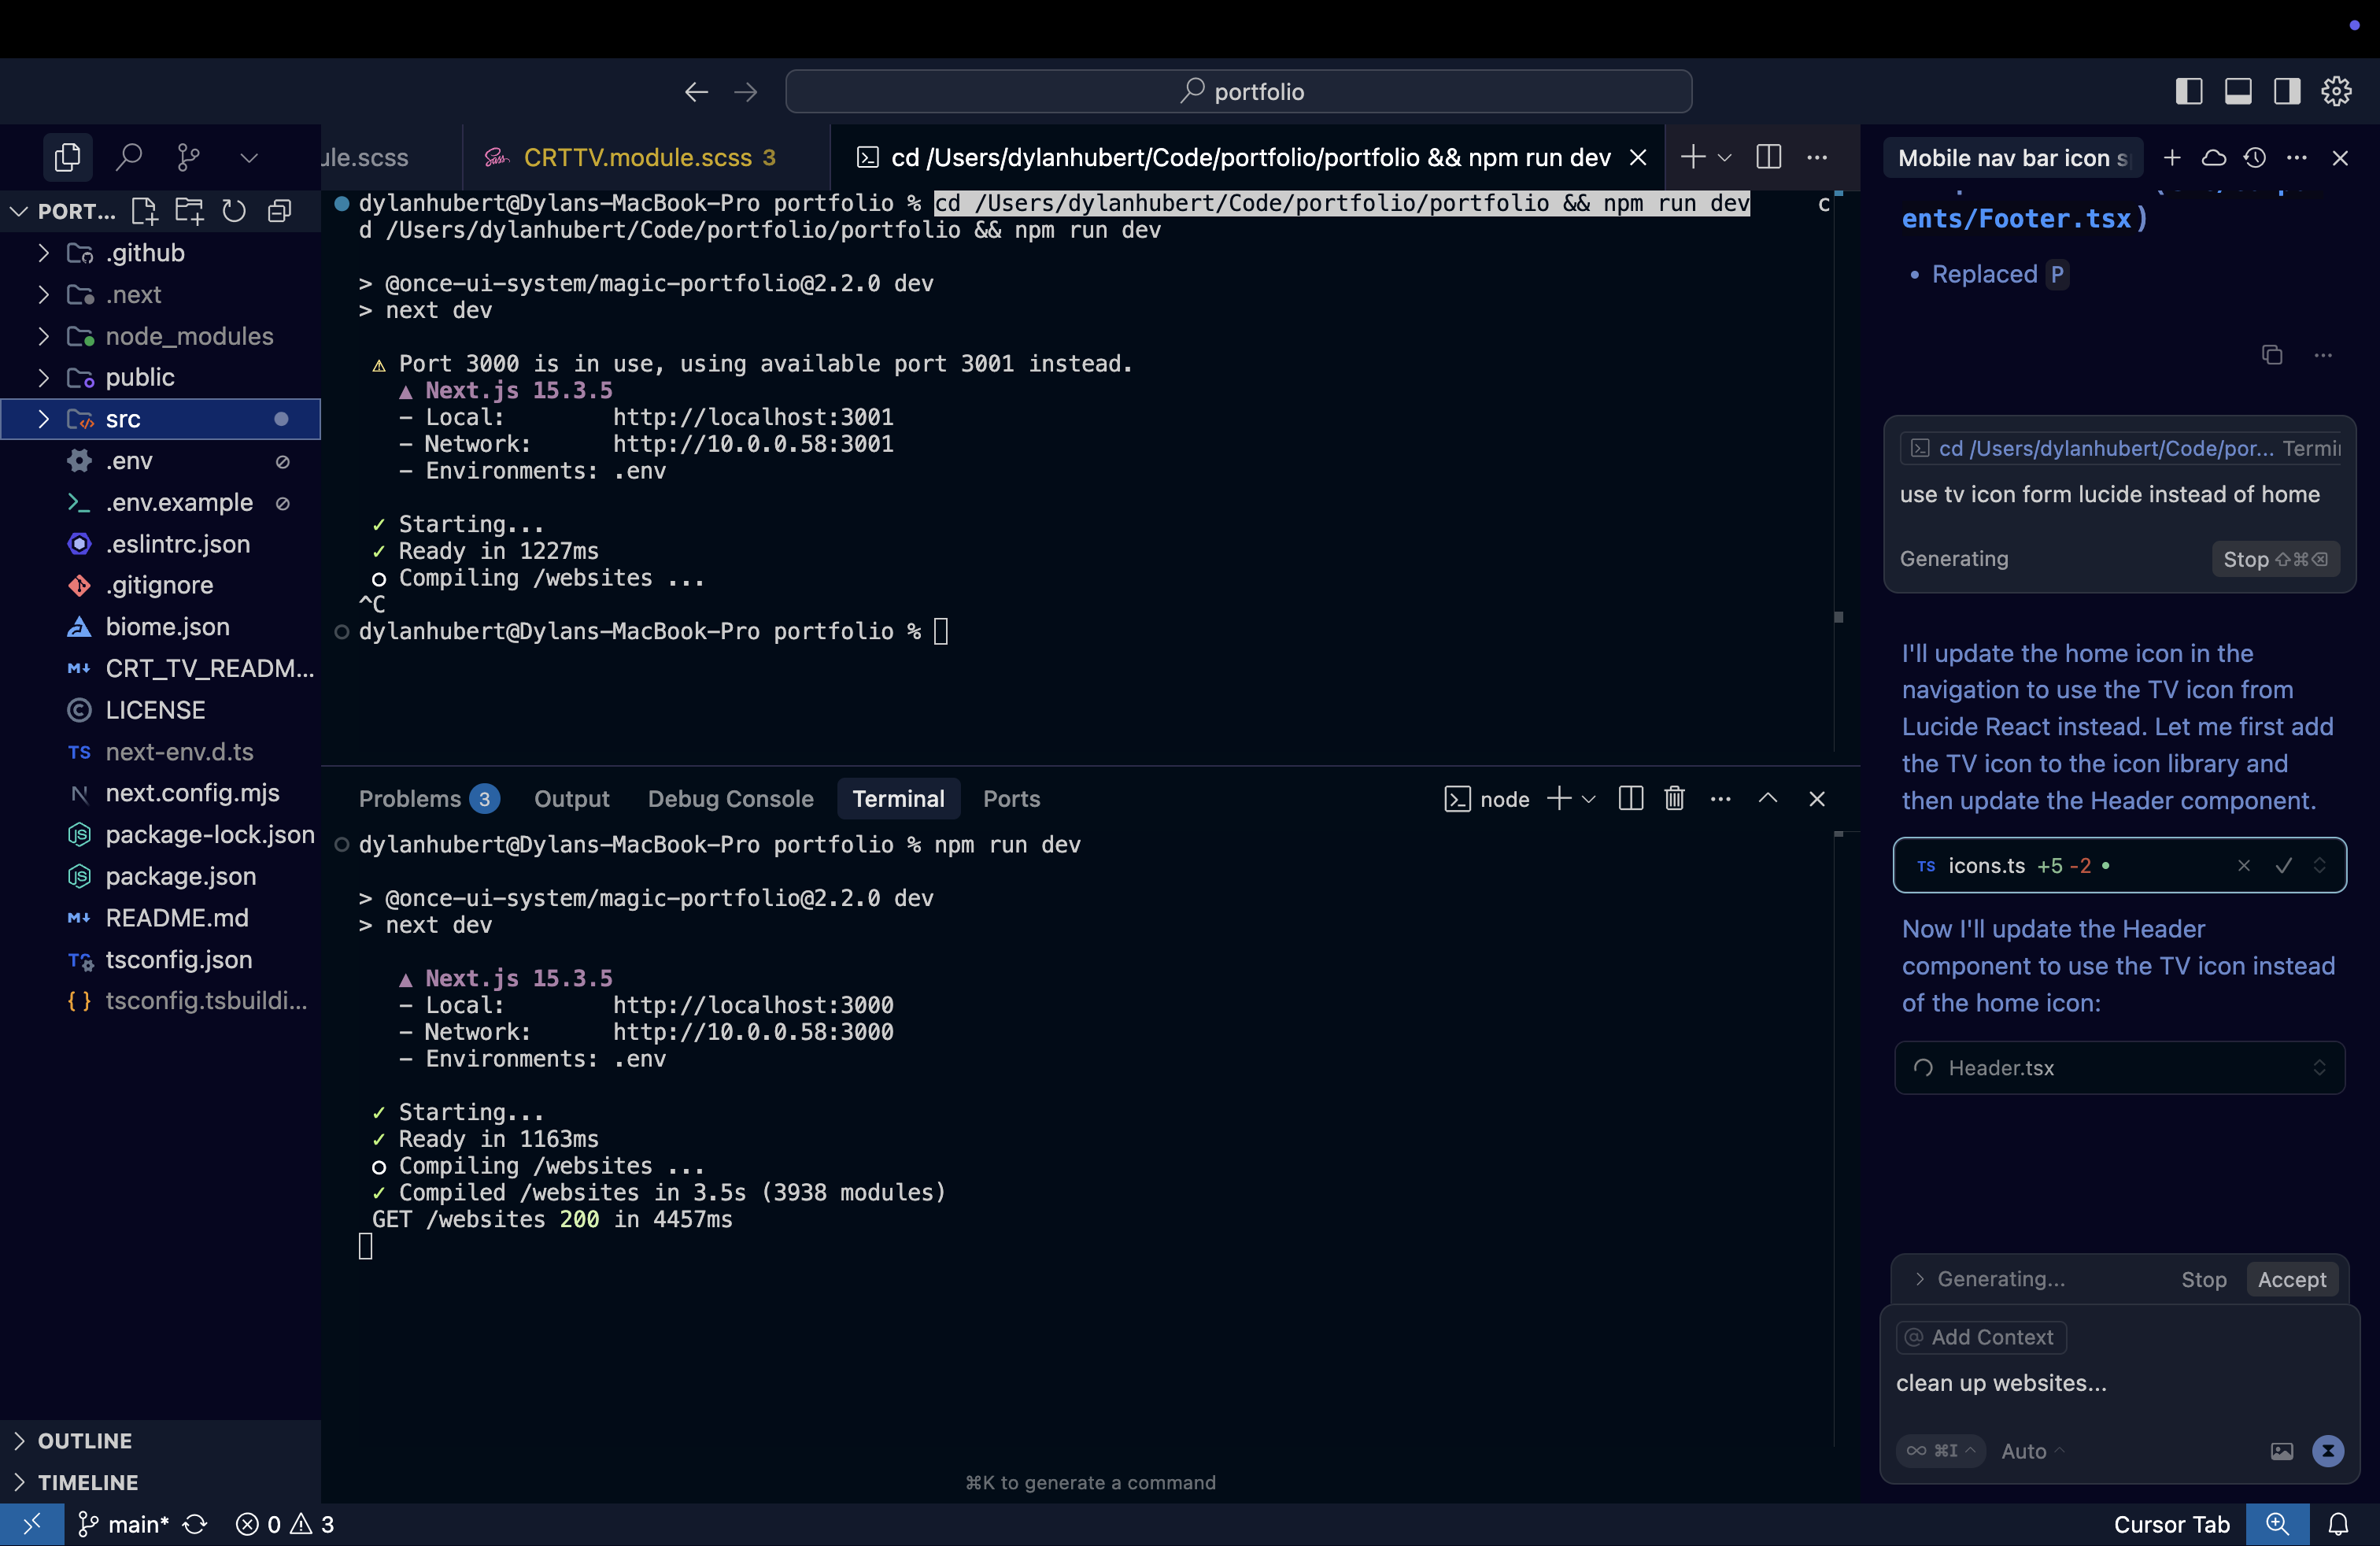 portfolio
PORT...
.github
.next
node_modules
public
src
.env
.env.example
.eslintrc.json
.gitignore
biome.json
CRT_TV_READM...
LICENSE
next-env.d.ts
next.config.mjs
package-lock.json
package.json
README.md
tsconfig.json
tsconfig.tsbuildi...
OUTLINE
TIMELINE
ule.scss
CRTTV.module.scss 3
cd /Users/dylanhubert/Code/portfolio/portfolio && npm run dev
dylanhubert@Dylans-MacBook-Pro portfolio % cd /Users/dylanhubert/Code/portfolio/portfolio && npm run dev c
d /Users/dylanhubert/Code/portfolio/portfolio && npm run dev
> @once-ui-system/magic-portfolio@2.2.0 dev
> next dev
⚠ Port 3000 is in use, using available port 3001 instead.
▲ Next.js 15.3.5
- Local: http://localhost:3001
- Network: http://10.0.0.58:3001
- Environments: .env
✓ Starting...
✓ Ready in 1227ms
○ Compiling /websites ...
^C
dylanhubert@Dylans-MacBook-Pro portfolio %
Problems 3 Output Debug Console Terminal Ports
node
dylanhubert@Dylans-MacBook-Pro portfolio % npm run dev
> @once-ui-system/magic-portfolio@2.2.0 dev
> next dev
▲ Next.js 15.3.5
- Local: http://localhost:3000
- Network: http://10.0.0.58:3000
- Environments: .env
✓ Starting...
✓ Ready in 1163ms
○ Compiling /websites ...
✓ Compiled /websites in 3.5s (3938 modules)
GET /websites 200 in 4457ms
⌘K to generate a command
Mobile nav bar icon s
ents/Footer.tsx)
• Replaced P
cd /Users/dylanhubert/Code/por... Termi
use tv icon form lucide instead of home
Generating
Stop ⇧⌘⌫
I'll update the home icon in the
navigation to use the TV icon from
Lucide React instead. Let me first add
the TV icon to the icon library and
then update the Header component.
TS icons.ts +5 -2 •
Now I'll update the Header
component to use the TV icon instead
of the home icon:
Header.tsx
Generating... Stop Accept
@ Add Context
clean up websites...
∞ ⌘I Auto
main* 0 3
Cursor Tab